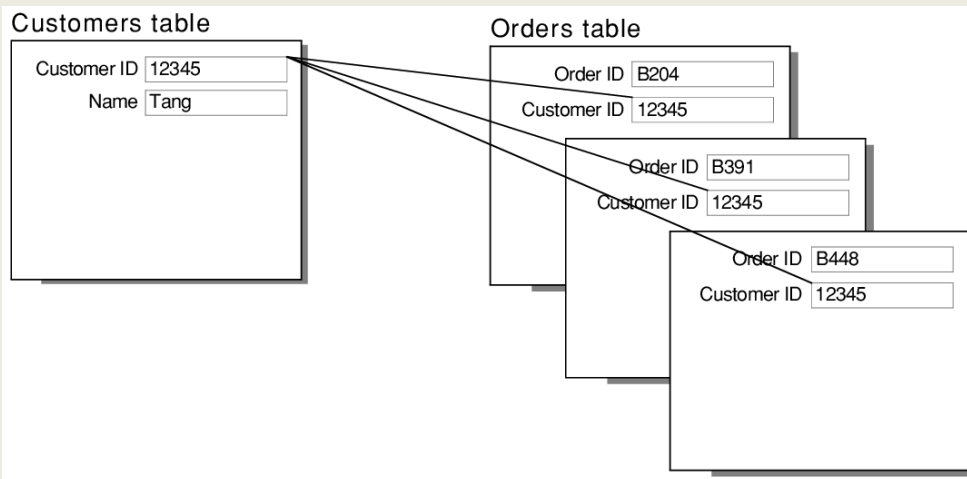 Customers table
Customer ID 12345
Name Tang
Orders table
Order ID B204
Customer ID 12345
Order ID B391
Customer ID 12345
Order ID B448
Customer ID 12345